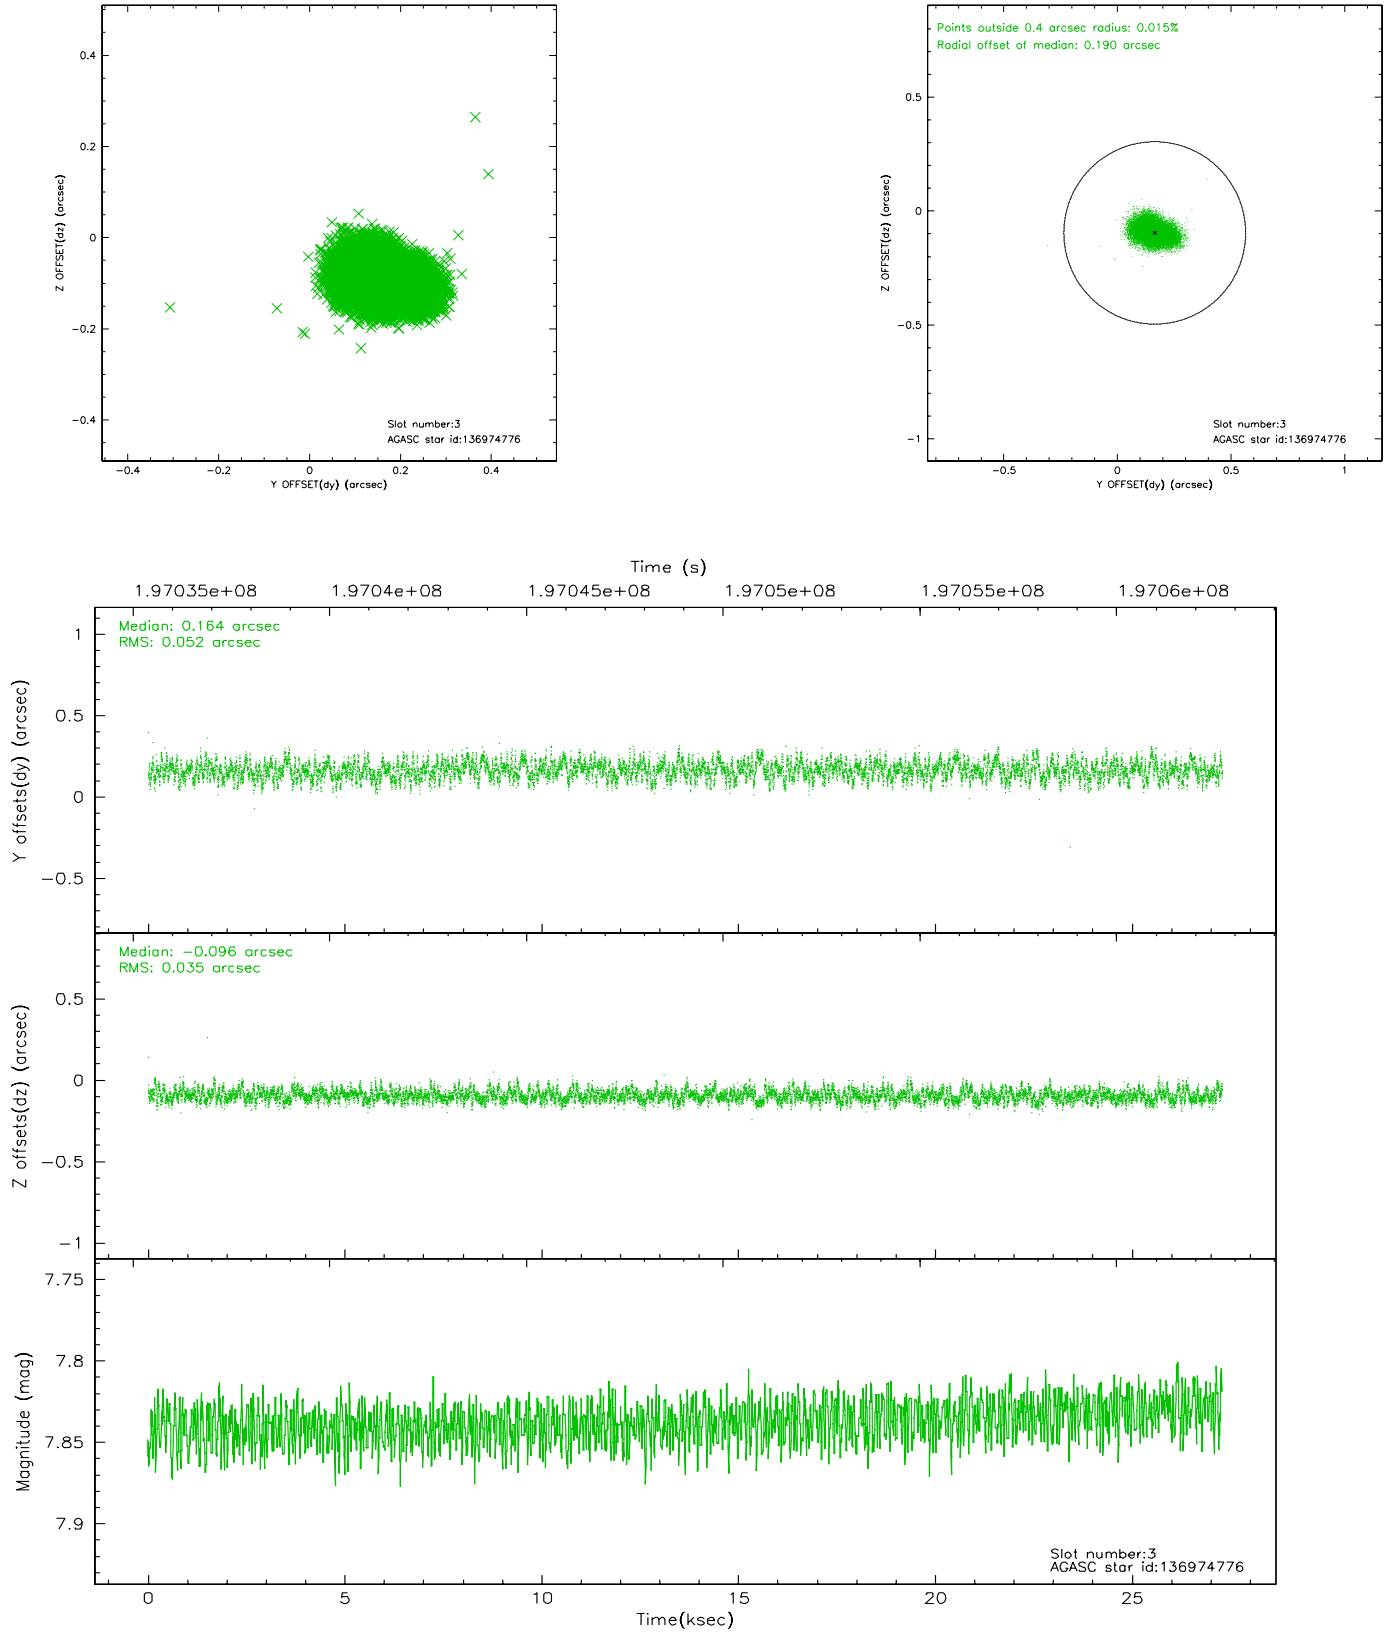 0.4
0.2
0
−0.2
−0.4
Z OFFSET(dz) (arcsec)
−0.4
−0.2
0
0.2
0.4
Y OFFSET(dy) (arcsec)
Slot number:3
AGASC star id:136974776
Points outside 0.4 arcsec radius: 0.015%
Radial offset of median: 0.190 arcsec
0.5
0
−0.5
−1
Z OFFSET(dz) (arcsec)
−0.5
0
0.5
1
Y OFFSET(dy) (arcsec)
Slot number:3
AGASC star id:136974776
Time (s)
1.97035e+08
1.9704e+08
1.97045e+08
1.9705e+08
1.97055e+08
1.9706e+08
Median: 0.164 arcsec
RMS: 0.052 arcsec
1
0.5
0
−0.5
Y offsets(dy) (arcsec)
Median: −0.096 arcsec
RMS: 0.035 arcsec
0.5
0
−0.5
−1
Z offsets(dz) (arcsec)
7.75
7.8
7.85
7.9
Magnitude (mag)
Slot number:3
AGASC star id:136974776
0
5
10
15
20
25
Time(ksec)